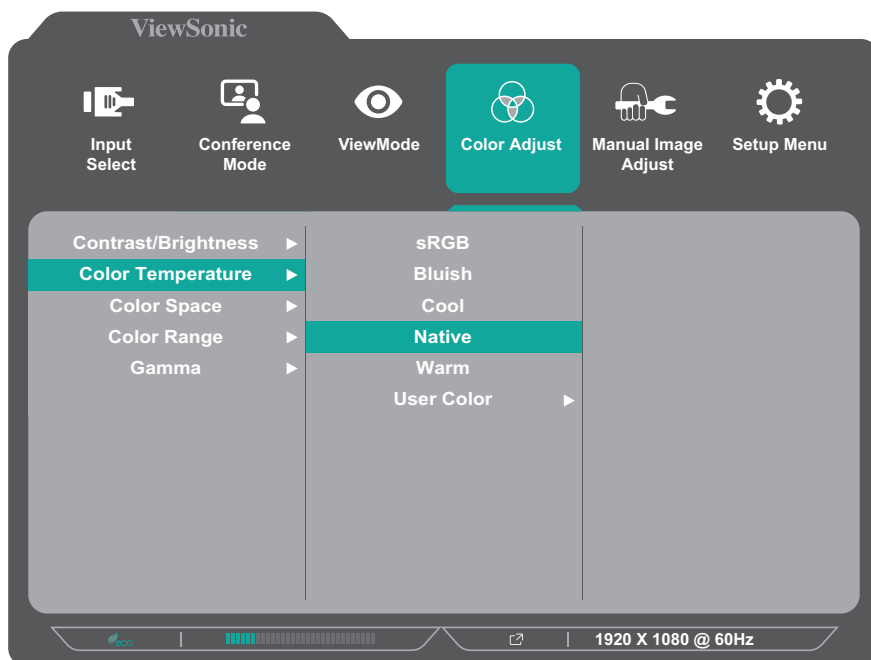 ViewSonic
Input
Select
Conference
Mode
ViewMode
Color Adjust
Manual Image
Adjust
Setup Menu
Contrast/Brightness
Color Temperature
Color Space
Color Range
Gamma
sRGB
Bluish
Cool
Native
Warm
User Color
eco
1920 X 1080 @ 60Hz